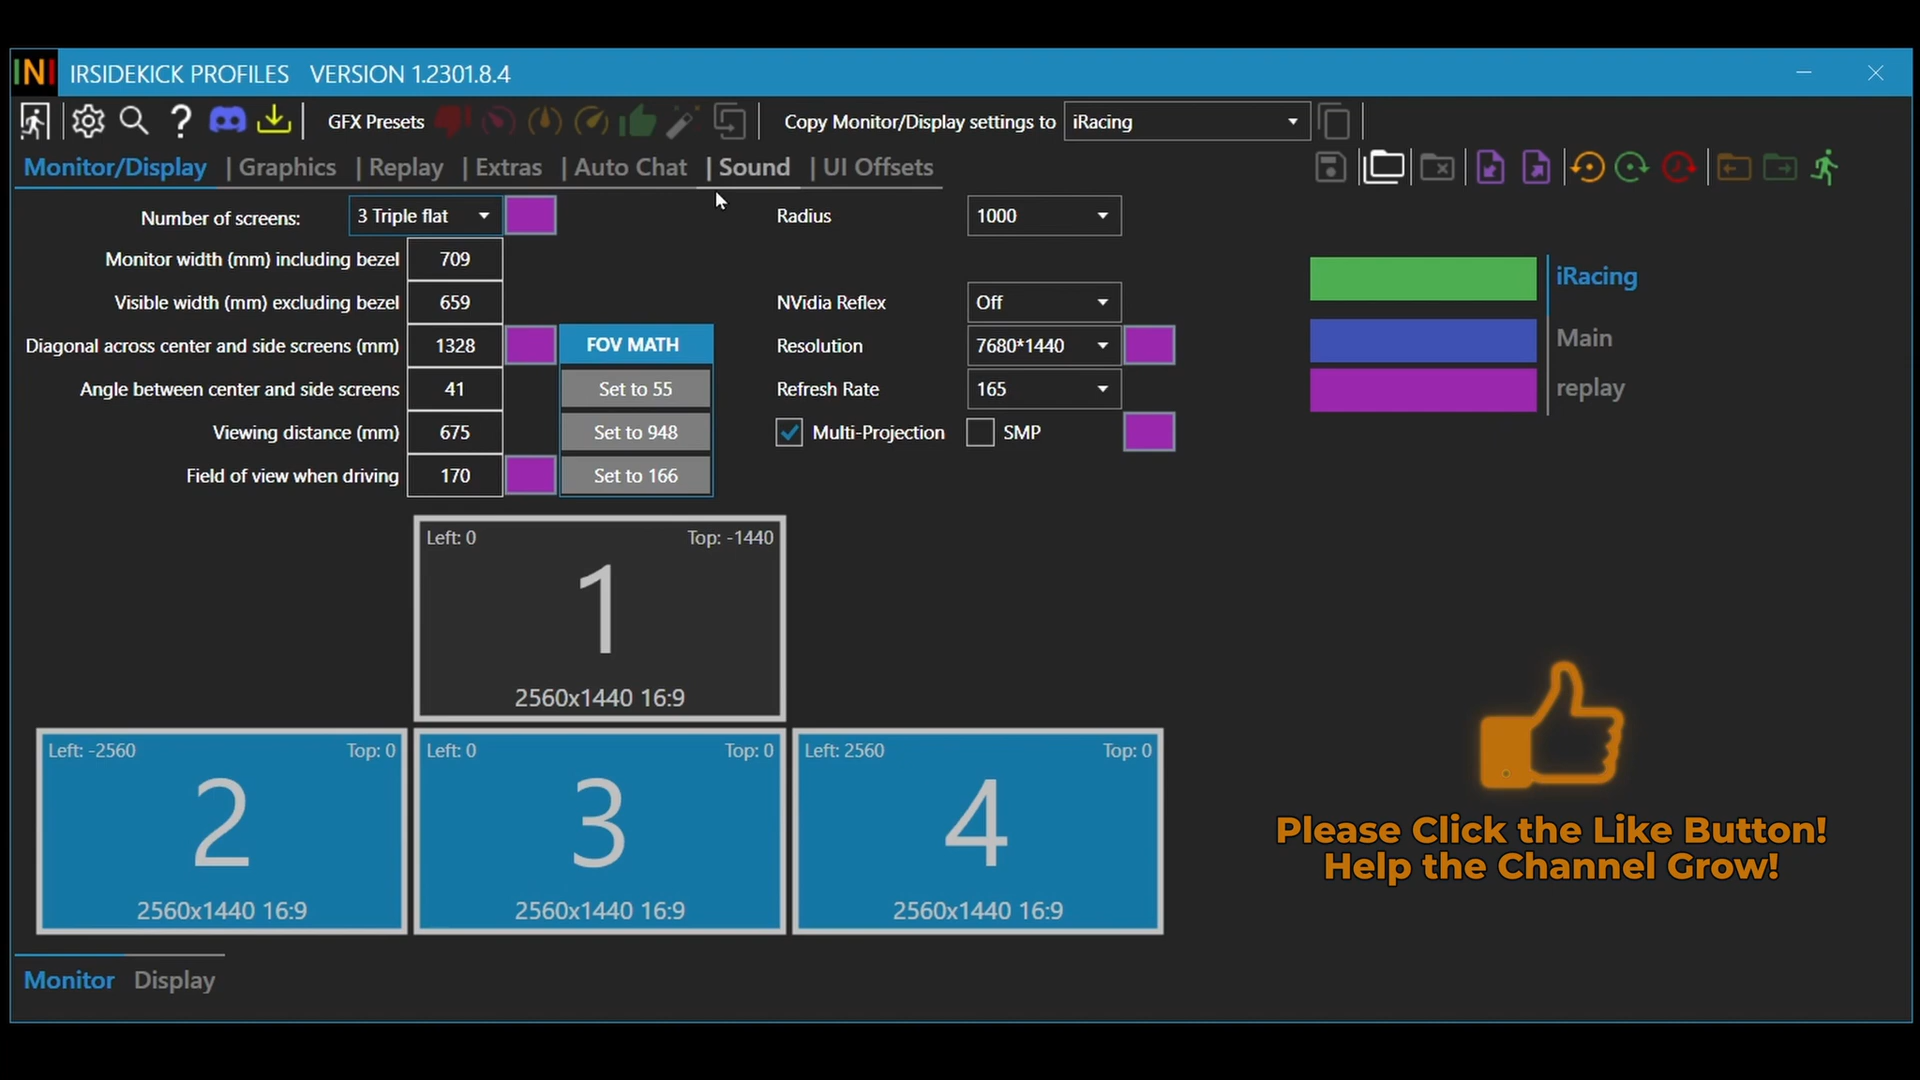 INI IRSIDEKICK PROFILES VERSION 1.2301.8.4
? GFX Presets Copy Monitor/Display settings to iRacing
Monitor/Display | Graphics | Replay | Extras | Auto Chat | Sound | UI Offsets
Number of screens: 3 Triple flat Radius 1000
Monitor width (mm) including bezel 709
Visible width (mm) excluding bezel 659 NVidia Reflex Off
Diagonal across center and side screens (mm) 1328 FOV MATH Resolution 7680*1440
Angle between center and side screens 41 Set to 55 Refresh Rate 165
Viewing distance (mm) 675 Set to 948 Multi-Projection SMP
Field of view when driving 170 Set to 166
iRacing
Main
replay
Left: 0 Top: -1440
1
2560x1440 16:9
Left: -2560 Top: 0
2
2560x1440 16:9
Left: 0 Top: 0
3
2560x1440 16:9
Left: 2560 Top: 0
4
2560x1440 16:9
Please Click the Like Button!
Help the Channel Grow!
Monitor Display